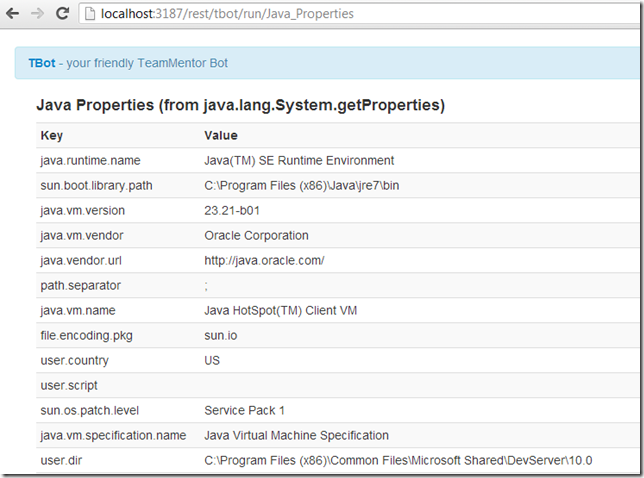 localhost:3187/rest/tbot/run/Java_Properties
TBot - your friendly TeamMentor Bot
Java Properties (from java.lang.System.getProperties)
Key Value
java.runtime.name Java(TM) SE Runtime Environment
sun.boot.library.path C:\Program Files (x86)\Java\jre7\bin
java.vm.version 23.21-b01
java.vm.vendor Oracle Corporation
java.vendor.url http://java.oracle.com/
path.separator ;
java.vm.name Java HotSpot(TM) Client VM
file.encoding.pkg sun.io
user.country US
user.script
sun.os.patch.level Service Pack 1
java.vm.specification.name Java Virtual Machine Specification
user.dir C:\Program Files (x86)\Common Files\Microsoft Shared\DevServer\10.0